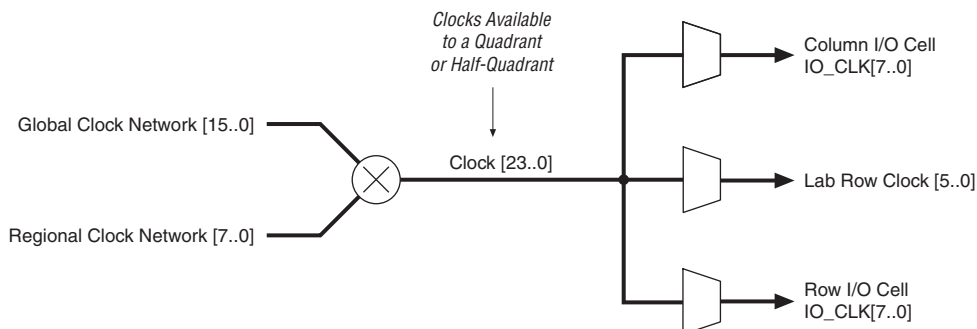 Clocks Available
to a Quadrant
or Half-Quadrant
Column I/O Cell
IO_CLK[7..0]
Global Clock Network [15..0]
Clock [23..0]
Lab Row Clock [5..0]
Regional Clock Network [7..0]
Row I/O Cell
IO_CLK[7..0]